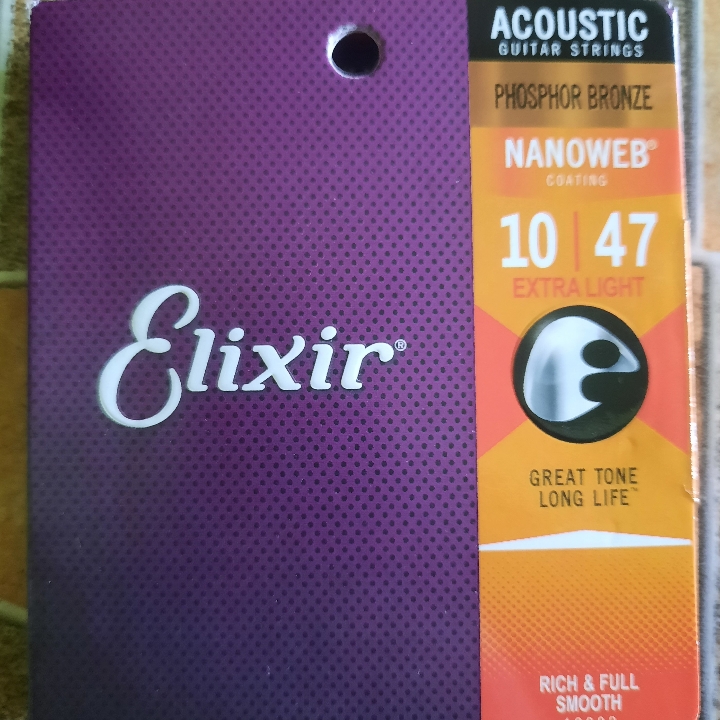 ACOUSTIC
GUITAR STRINGS
PHOSPHOR BRONZE
NANOWEB®
COATING
10 | 47
EXTRA LIGHT
Elixir®
GREAT TONE
LONG LIFE™
RICH & FULL
SMOOTH